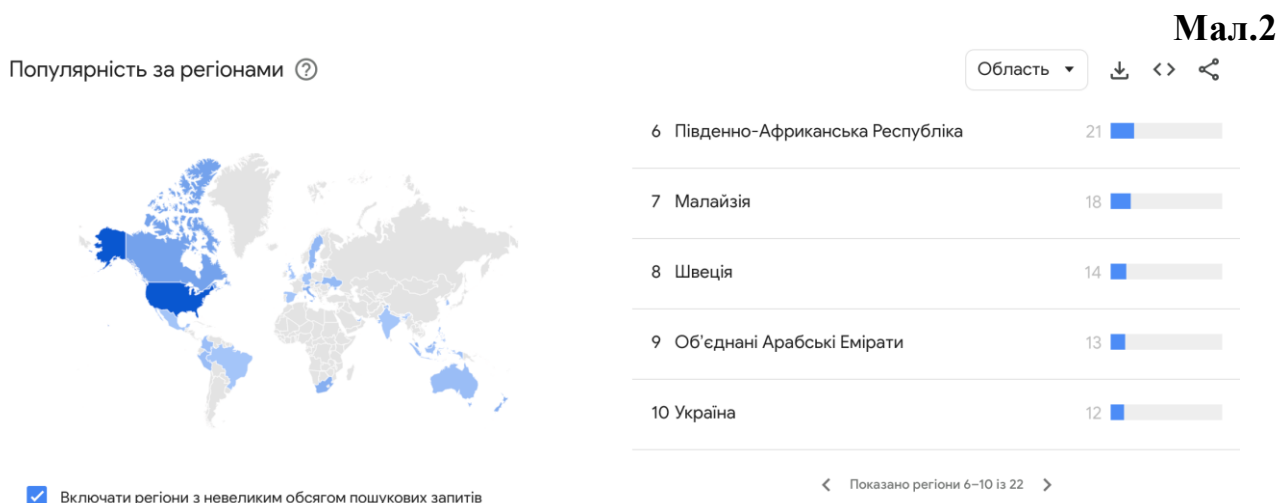 Мал.2
Популярність за регіонами
Область
6 Південно-Африканська Республіка 21
7 Малайзія 18
8 Швеція 14
9 Об'єднані Арабські Емірати 13
10 Україна 12
Включати регіони з невеликим обсягом пошукових запитів
Показано регіони 6–10 із 22